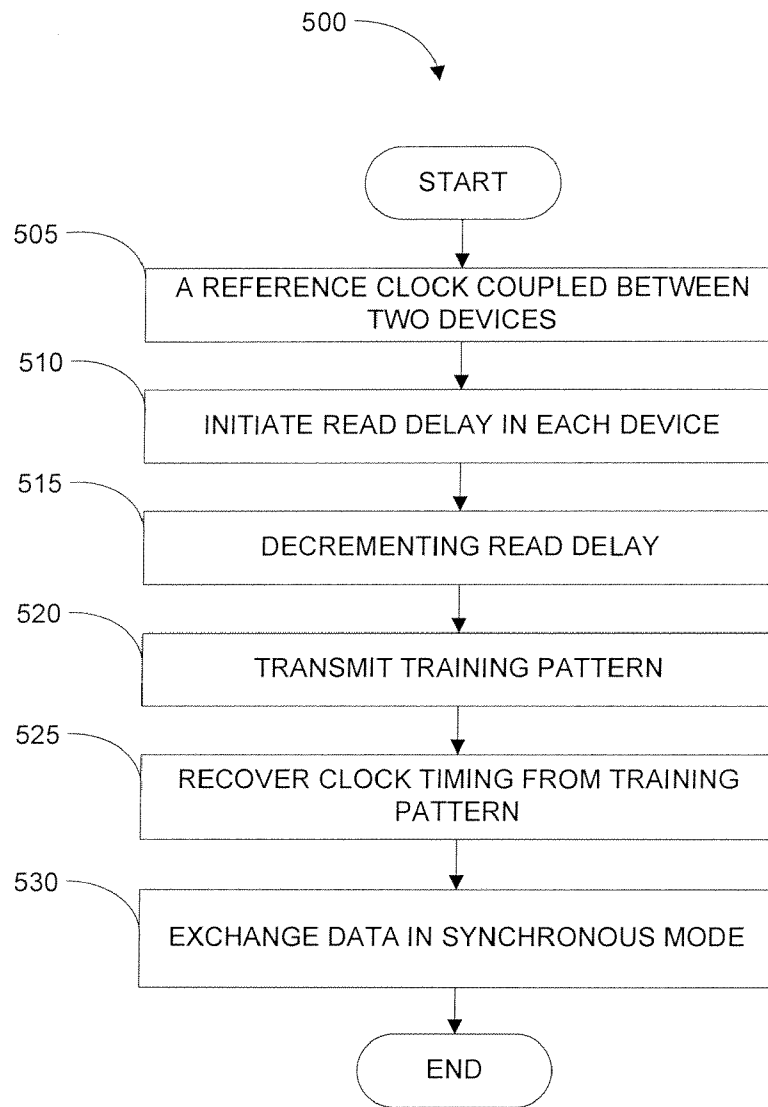 500
START
505
A REFERENCE CLOCK COUPLED BETWEEN
TWO DEVICES
510
INITIATE READ DELAY IN EACH DEVICE
515
DECREMENTING READ DELAY
520
TRANSMIT TRAINING PATTERN
525
RECOVER CLOCK TIMING FROM TRAINING
PATTERN
530
EXCHANGE DATA IN SYNCHRONOUS MODE
END